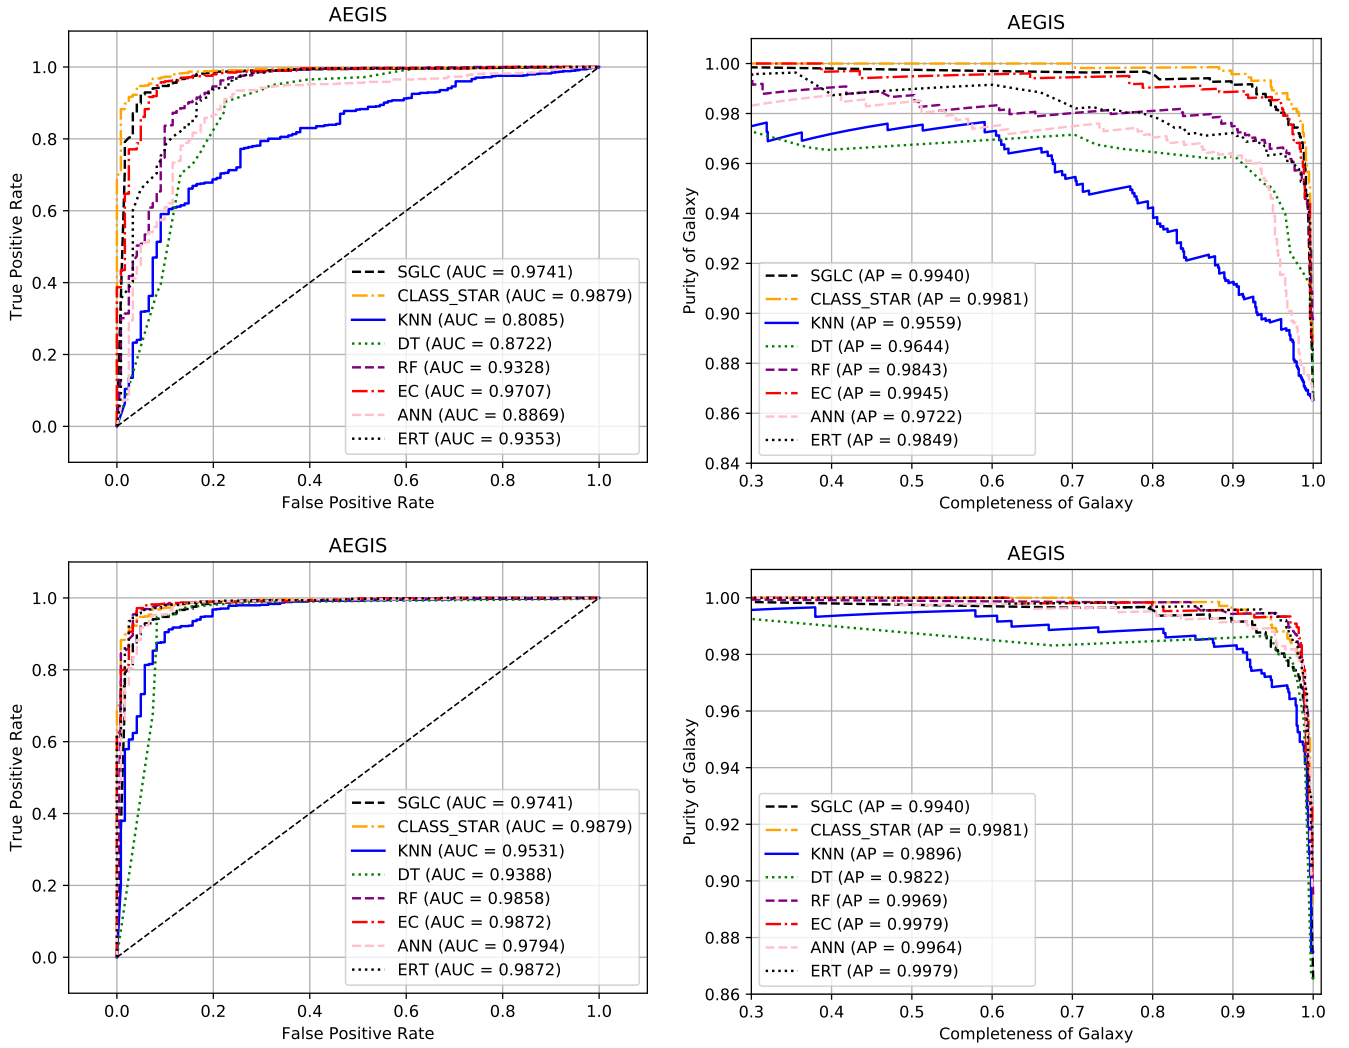 AEGIS
True Positive Rate
1.0
0.8
0.6
0.4
0.2
0.0
SGLC (AUC = 0.9741)
CLASS_STAR (AUC = 0.9879)
KNN (AUC = 0.8085)
DT (AUC = 0.8722)
RF (AUC = 0.9328)
EC (AUC = 0.9707)
ANN (AUC = 0.8869)
ERT (AUC = 0.9353)
0.0 0.2 0.4 0.6 0.8 1.0
False Positive Rate
AEGIS
Purity of Galaxy
1.00
0.98
0.96
0.94
0.92
0.90
0.88
0.86
0.84
SGLC (AP = 0.9940)
CLASS_STAR (AP = 0.9981)
KNN (AP = 0.9559)
DT (AP = 0.9644)
RF (AP = 0.9843)
EC (AP = 0.9945)
ANN (AP = 0.9722)
ERT (AP = 0.9849)
0.3 0.4 0.5 0.6 0.7 0.8 0.9 1.0
Completeness of Galaxy
AEGIS
True Positive Rate
1.0
0.8
0.6
0.4
0.2
0.0
SGLC (AUC = 0.9741)
CLASS_STAR (AUC = 0.9879)
KNN (AUC = 0.9531)
DT (AUC = 0.9388)
RF (AUC = 0.9858)
EC (AUC = 0.9872)
ANN (AUC = 0.9794)
ERT (AUC = 0.9872)
0.0 0.2 0.4 0.6 0.8 1.0
False Positive Rate
AEGIS
Purity of Galaxy
1.00
0.98
0.96
0.94
0.92
0.90
0.88
0.86
SGLC (AP = 0.9940)
CLASS_STAR (AP = 0.9981)
KNN (AP = 0.9896)
DT (AP = 0.9822)
RF (AP = 0.9969)
EC (AP = 0.9979)
ANN (AP = 0.9964)
ERT (AP = 0.9979)
0.3 0.4 0.5 0.6 0.7 0.8 0.9 1.0
Completeness of Galaxy